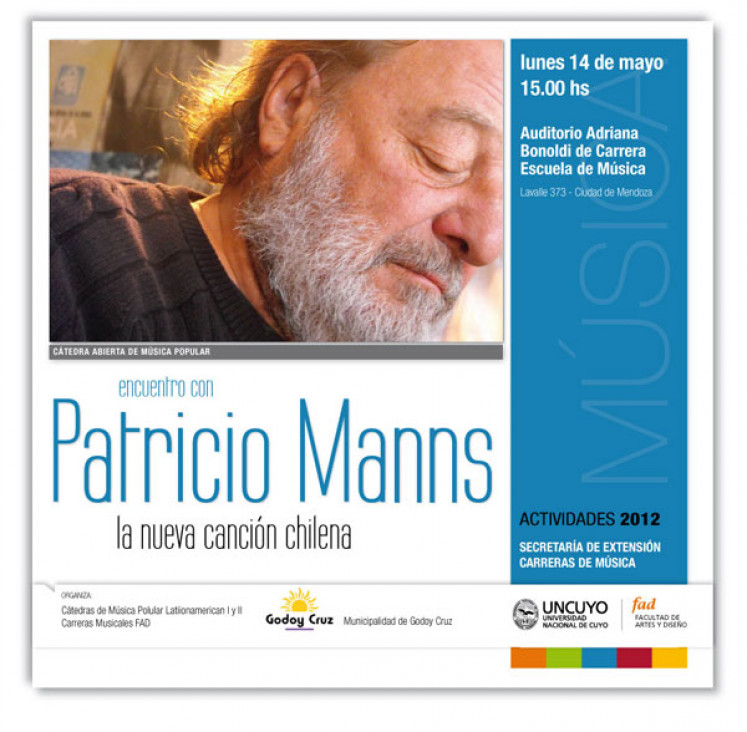 lunes 14 de mayo
15.00 hs
Auditorio Adriana
Bonoldi de Carrera
Escuela de Música
Lavalle 373 - Ciudad de Mendoza
MÚSICA
CÁTEDRA ABIERTA DE MÚSICA POPULAR
encuentro con
Patricio Manns
la nueva canción chilena
ACTIVIDADES 2012
SECRETARÍA DE EXTENSIÓN
CARRERAS DE MÚSICA
ORGANIZA:
Cátedras de Música Polular Latiionamerican I y II
Carreras Musicales FAD
Godoy Cruz
Municipalidad de Godoy Cruz
UNCUYO
UNIVERSIDAD
NACIONAL DE CUYO
fad
FACULTAD DE
ARTES Y DISEÑO